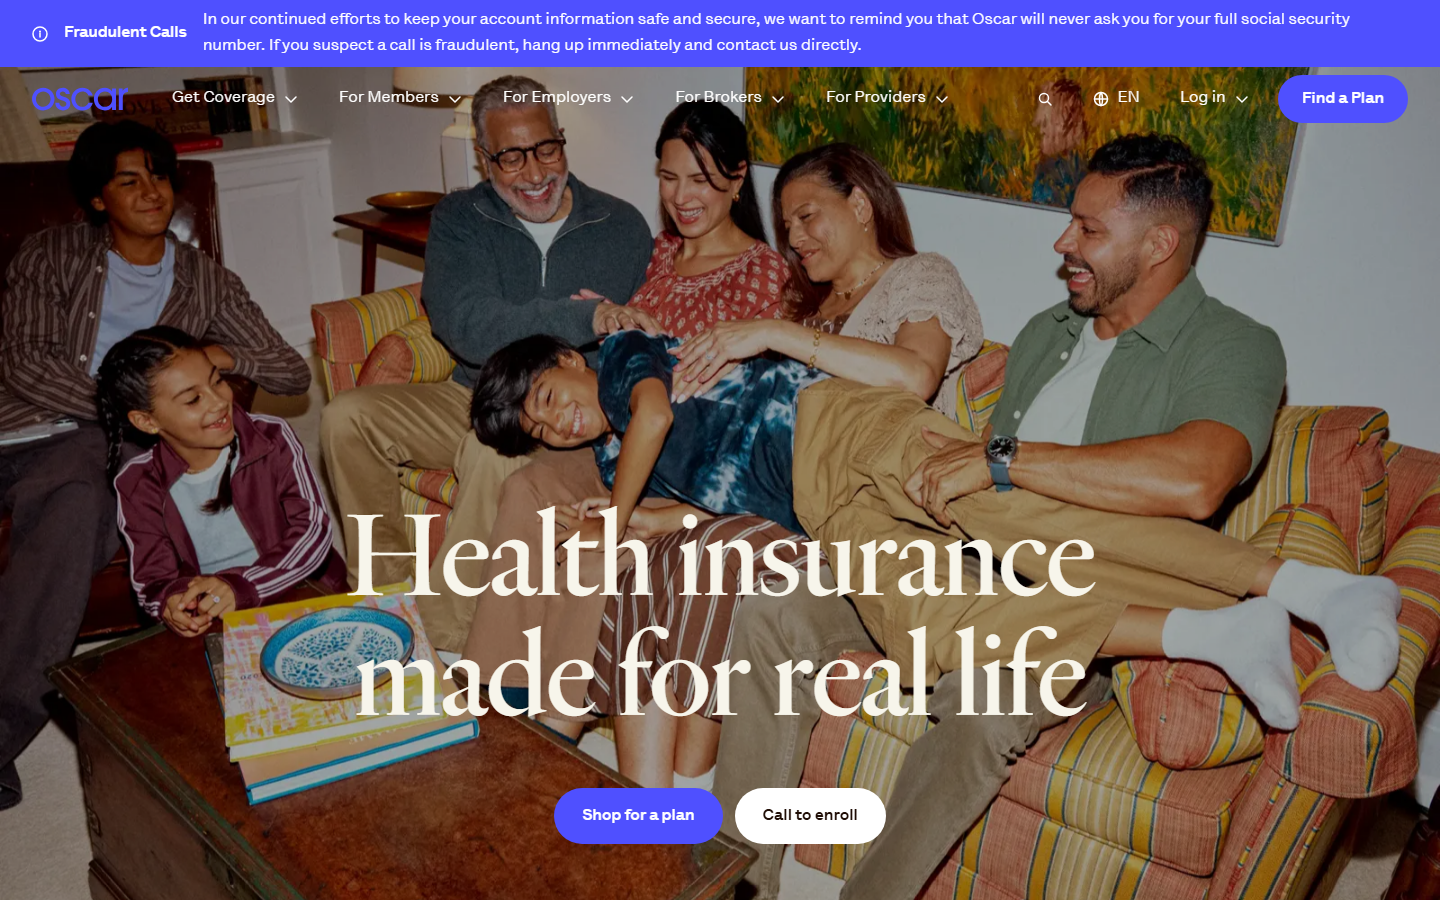 Fraudulent Calls
In our continued efforts to keep your account information safe and secure, we want to remind you that Oscar will never ask you for your full social security
number. If you suspect a call is fraudulent, hang up immediately and contact us directly.
oscar
Get Coverage
For Members
For Employers
For Brokers
For Providers
EN
Log in
Find a Plan
Health insurance
made for real life
Shop for a plan
Call to enroll